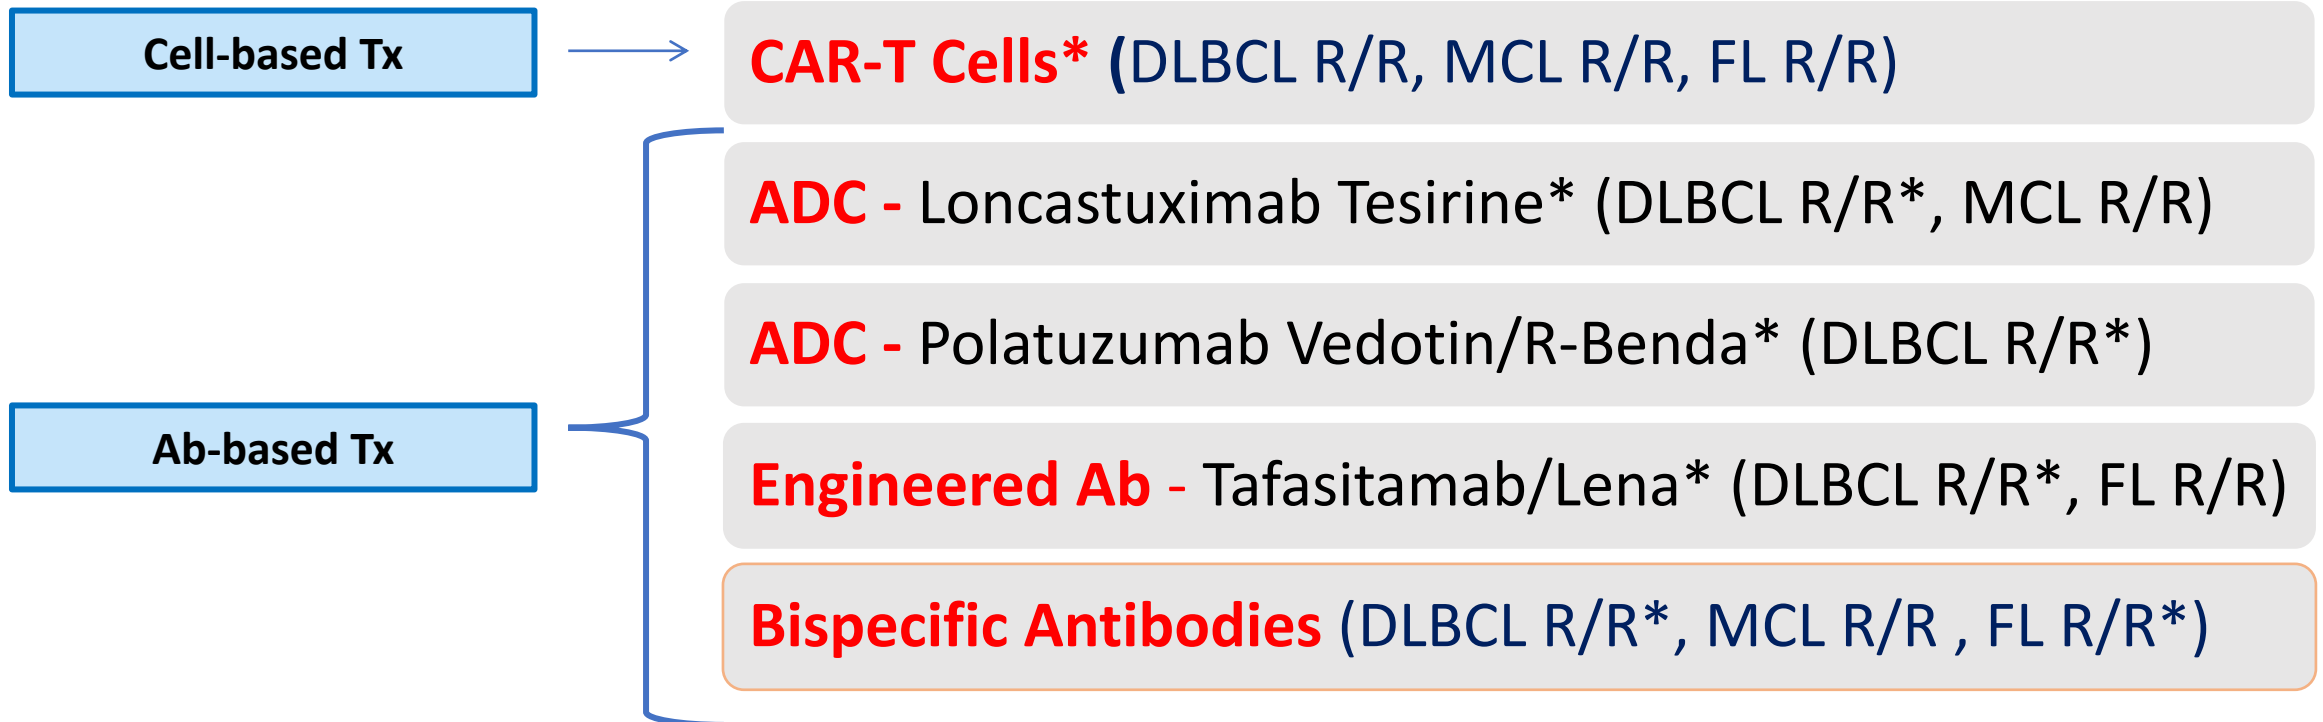 Cell-based Tx
CAR-T Cells* (DLBCL R/R, MCL R/R, FL R/R)
ADC - Loncastuximab Tesirine* (DLBCL R/R*, MCL R/R)
ADC - Polatuzumab Vedotin/R-Benda* (DLBCL R/R*)
Ab-based Tx
Engineered Ab - Tafasitamab/Lena* (DLBCL R/R*, FL R/R)
Bispecific Antibodies (DLBCL R/R*, MCL R/R , FL R/R*)